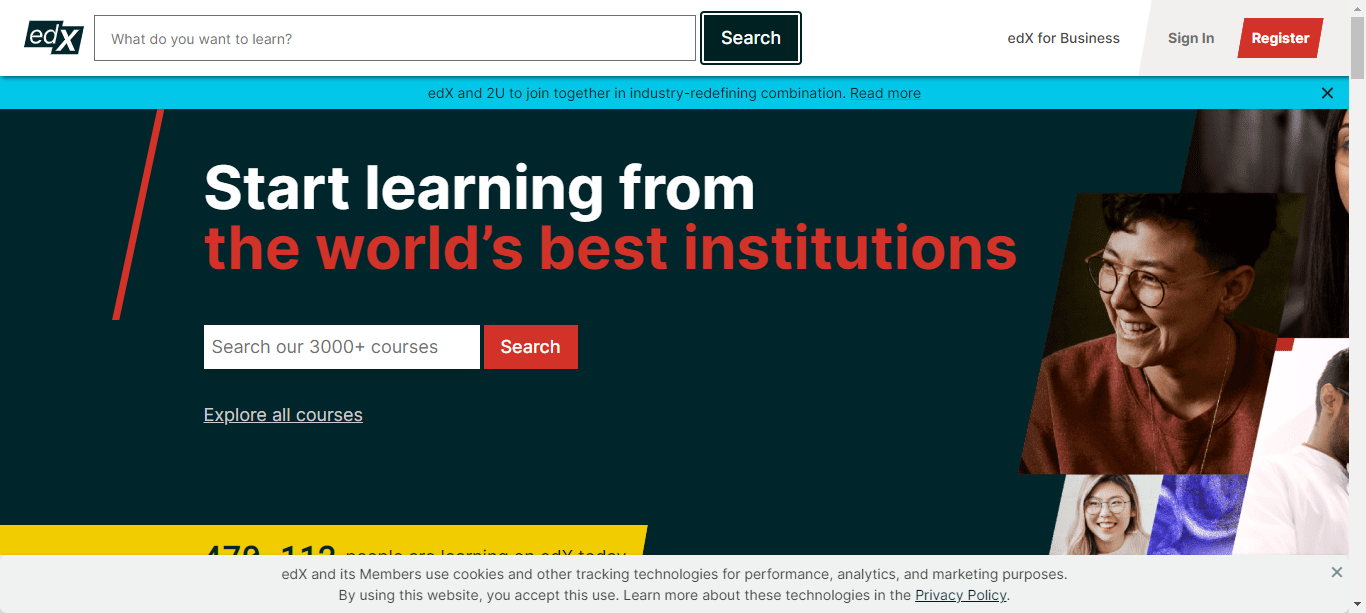 edX
What do you want to learn?
Search
edX for Business
Sign In
Register
edX and 2U to join together in industry-redefining combination. Read more
Start learning from
the world's best institutions
Search our 3000+ courses
Search
Explore all courses
people are learning on edX today
edX and its Members use cookies and other tracking technologies for performance, analytics, and marketing purposes.
By using this website, you accept this use. Learn more about these technologies in the Privacy Policy.